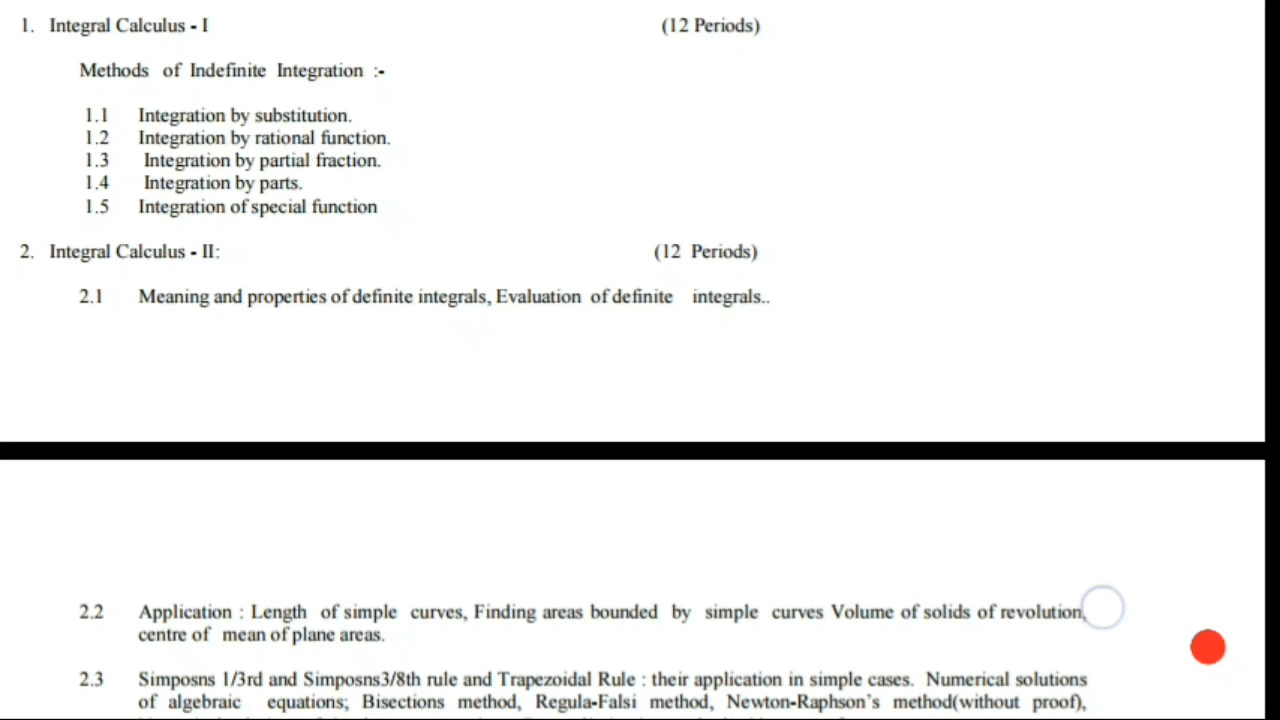 1. Integral Calculus - I (12 Periods)
Methods of Indefinite Integration :-
1.1 Integration by substitution.
1.2 Integration by rational function.
1.3 Integration by partial fraction.
1.4 Integration by parts.
1.5 Integration of special function
2. Integral Calculus - II: (12 Periods)
2.1 Meaning and properties of definite integrals, Evaluation of definite integrals..
2.2 Application : Length of simple curves, Finding areas bounded by simple curves Volume of solids of revolution,
centre of mean of plane areas.
2.3 Simposns 1/3rd and Simposns3/8th rule and Trapezoidal Rule : their application in simple cases. Numerical solutions
of algebraic equations; Bisections method, Regula-Falsi method, Newton-Raphson's method(without proof),